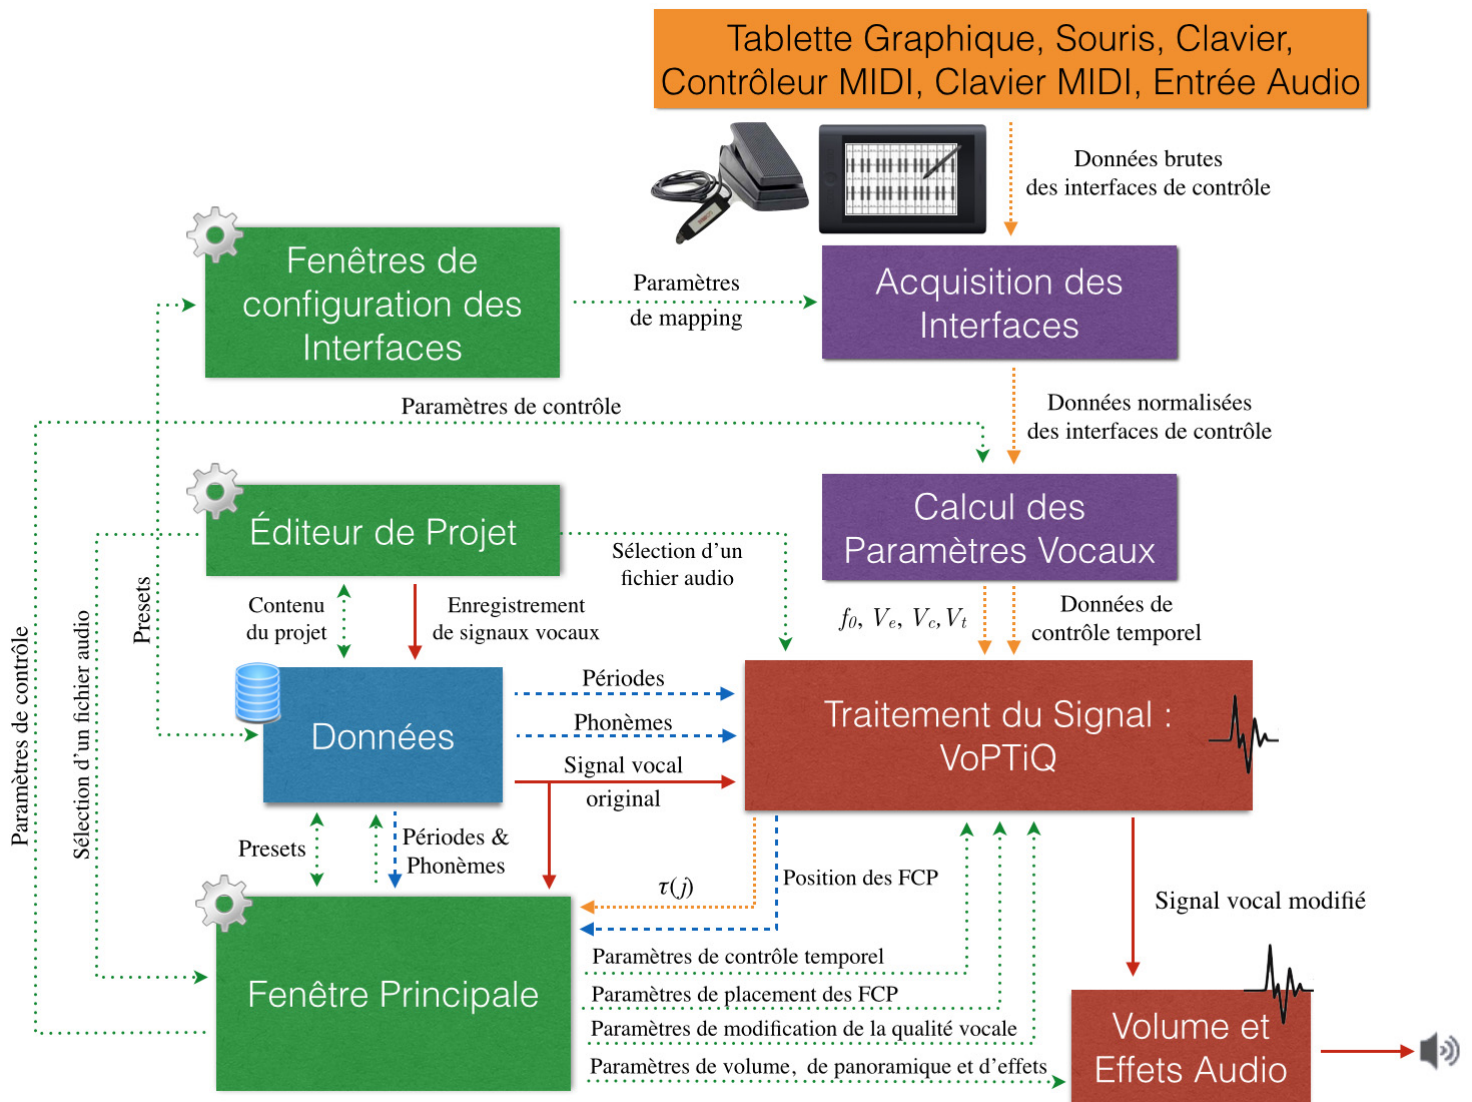 Tablette Graphique, Souris, Clavier,
Contrôleur MIDI, Clavier MIDI, Entrée Audio
Données brutes
des interfaces de contrôle
Fenêtres de
configuration des
Interfaces
Paramètres
de mapping
Acquisition des
Interfaces
Paramètres de contrôle
Données normalisées
des interfaces de contrôle
Éditeur de Projet
Sélection d'un
fichier audio
Calcul des
Paramètres Vocaux
Contenu
du projet
Enregistrement
de signaux vocaux
f0, Ve, Vc, Vt
Données de
contrôle temporel
Paramètres de contrôle
Sélection d'un fichier audio
Presets
Données
Périodes
Phonèmes
Signal vocal
original
Traitement du Signal :
VoPTiQ
Presets
Périodes &
Phonèmes
τ(j)
Position des FCP
Signal vocal modifié
Fenêtre Principale
Paramètres de contrôle temporel
Paramètres de placement des FCP
Paramètres de modification de la qualité vocale
Paramètres de volume, de panoramique et d'effets
Volume et
Effets Audio